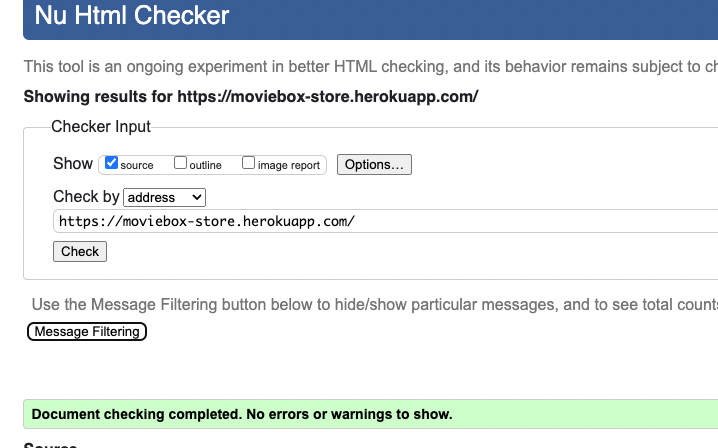 Nu Html Checker
This tool is an ongoing experiment in better HTML checking, and its behavior remains subject to
Showing results for https://moviebox-store.herokuapp.com/
Checker Input
Show source outline image report Options...
Check by address
https://moviebox-store.herokuapp.com/
Check
Use the Message Filtering button below to hide/show particular messages, and to see total counts
Message Filtering
Document checking completed. No errors or warnings to show.
Source